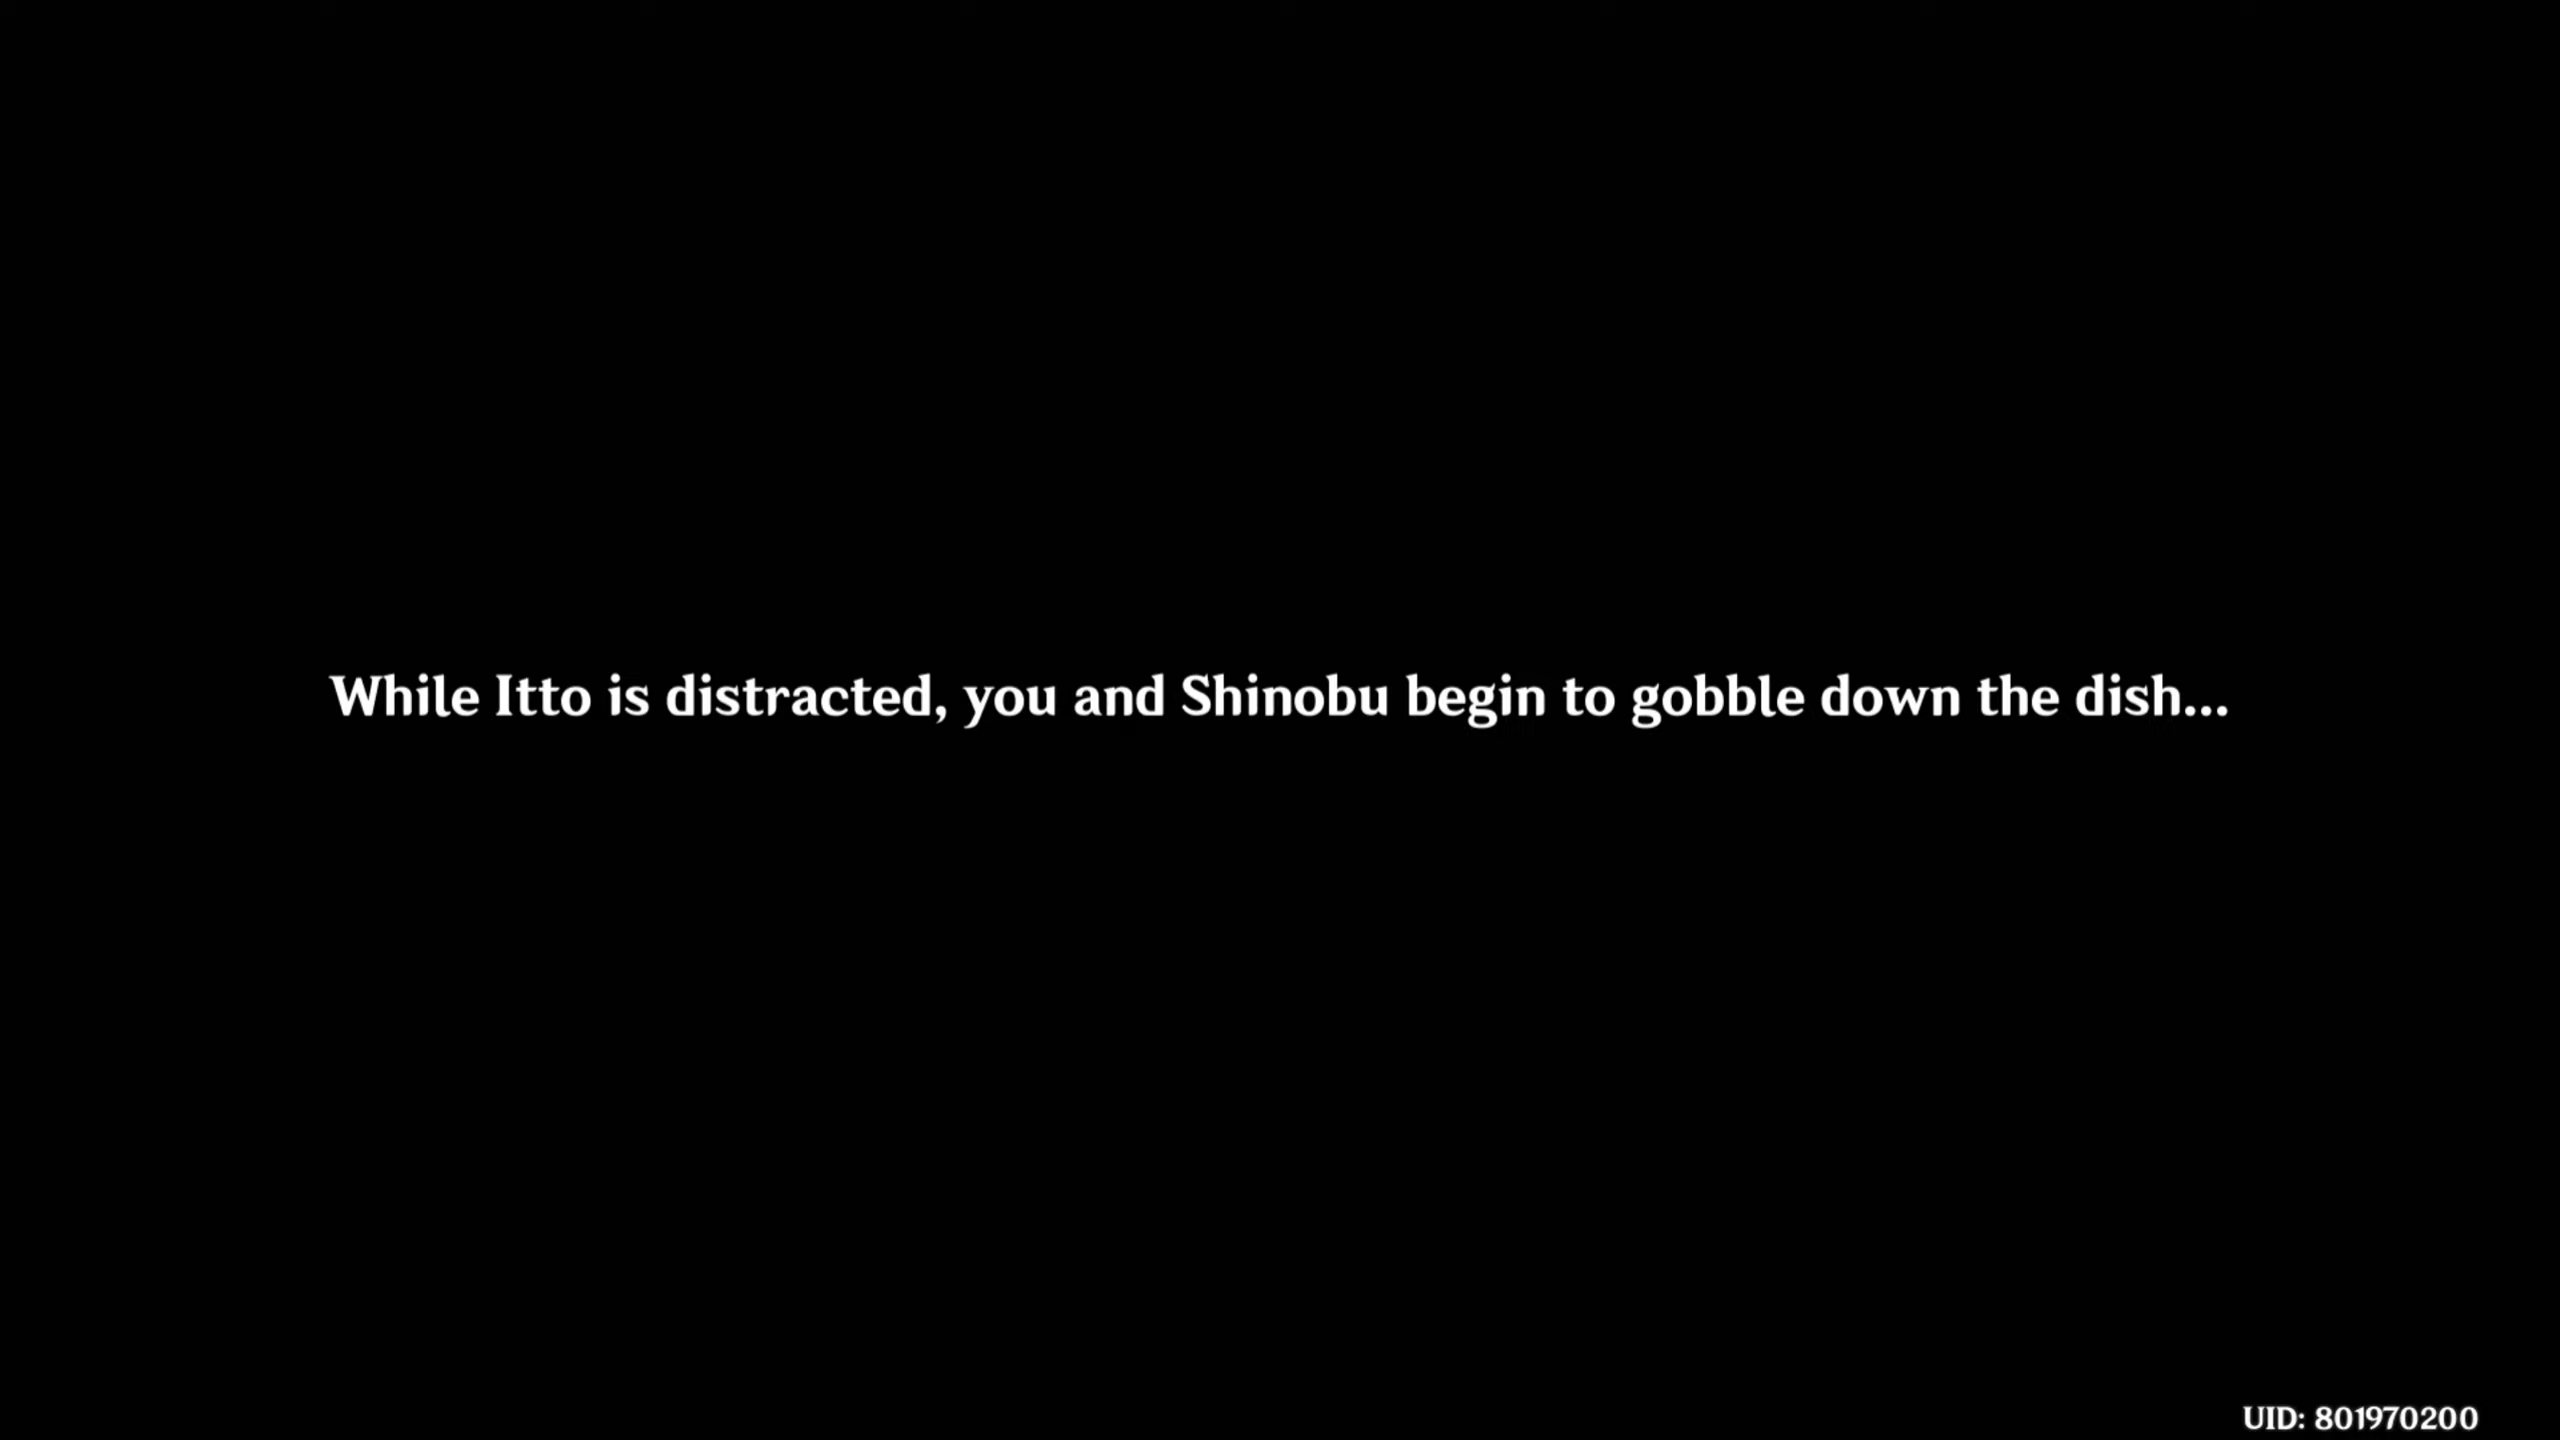 While Itto is distracted, you and Shinobu begin to gobble down the dish...
UID: 801970200